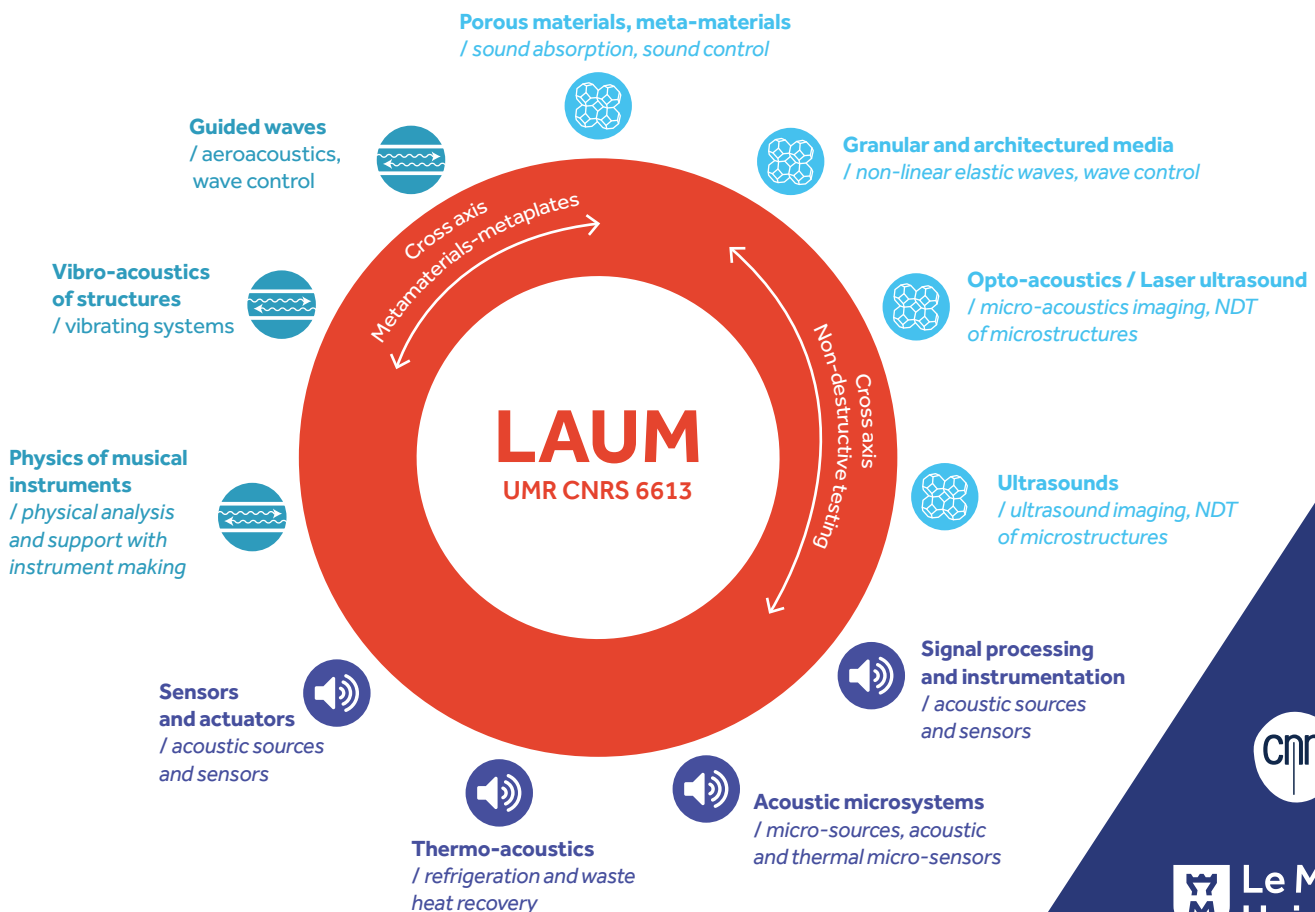 Porous materials, meta-materials
/ sound absorption, sound control
Guided waves
/ aeroacoustics,
wave control
Granular and architectured media
/ non-linear elastic waves, wave control
Cross axis
Metamaterials-metaplates
Vibro-acoustics
of structures
/ vibrating systems
Opto-acoustics / Laser ultrasound
/ micro-acoustics imaging, NDT
of microstructures
Cross axis
Non-destructive testing
LAUM
UMR CNRS 6613
Physics of musical
instruments
/ physical analysis
and support with
instrument making
Ultrasounds
/ ultrasound imaging, NDT
of microstructures
Sensors
and actuators
/ acoustic sources
and sensors
Signal processing
and instrumentation
/ acoustic sources
and sensors
Thermo-acoustics
/ refrigeration and waste
heat recovery
Acoustic microsystems
/ micro-sources, acoustic
and thermal micro-sensors
Le